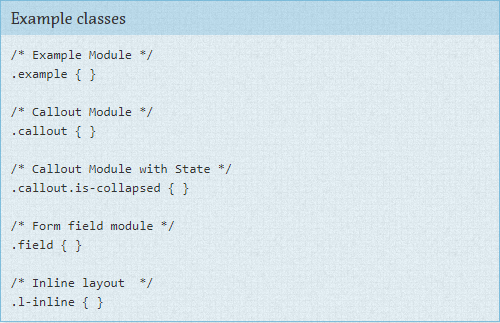 Example classes
/* Example Module */
.example { }
/* Callout Module */
.callout { }
/* Callout Module with State */
.callout.is-collapsed { }
/* Form field module */
.field { }
/* Inline layout  */
.l-inline { }